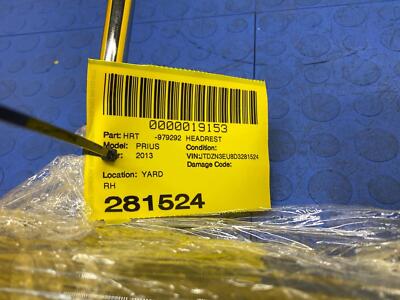 0000019153
Part: HRT -979292 HEADREST
Model: PRIUS Condition:
2013 VIN:JTDZN3EU8D3281524
Damage Code:
Location: YARD
RH
281524